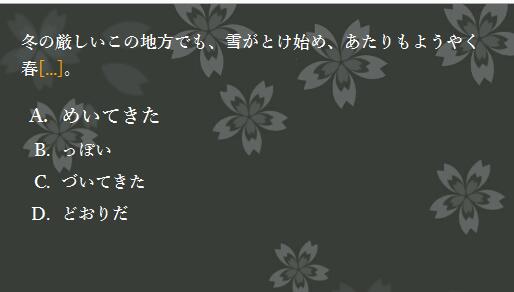 冬の厳しいこの地方でも、雪がとけ始め、あたりもようやく
春[...]。
A. めいてきた
B. っぽい
C. づいてきた
D. どおりだ